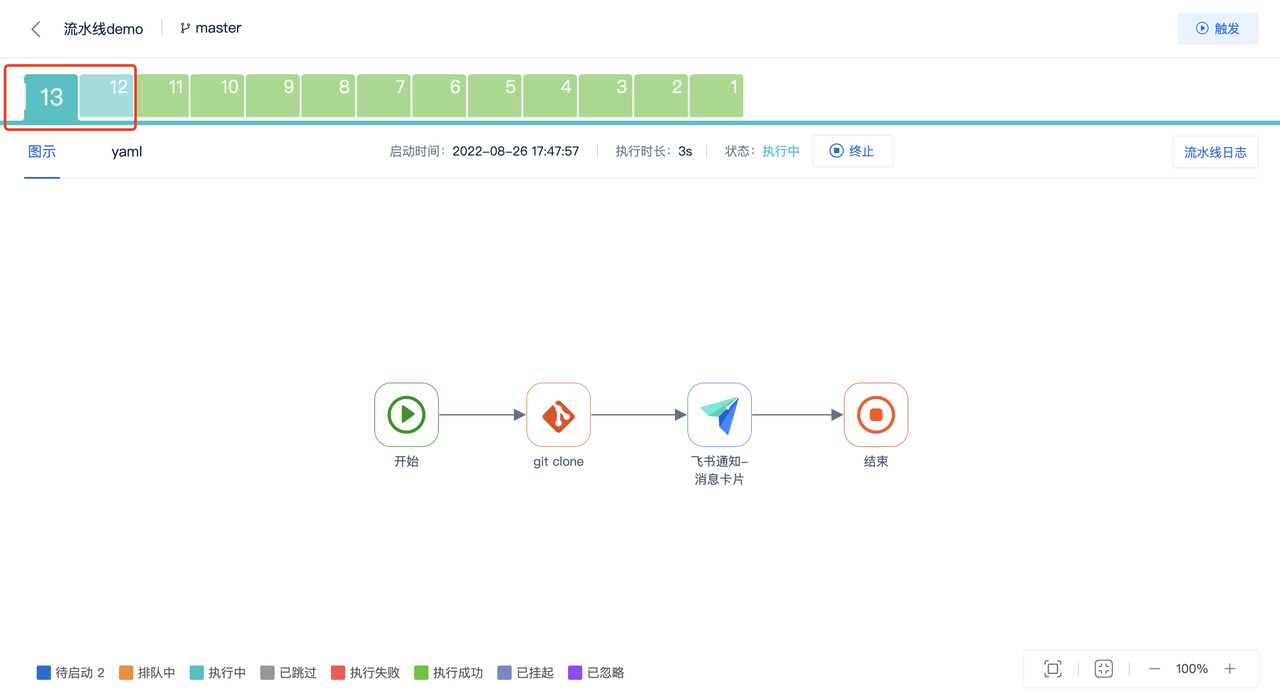 流水线demo master 触发
13 12 11 10 9 8 7 6 5 4 3 2 1
图示 yaml 启动时间: 2022-08-26 17:47:57 执行时长: 3s 状态: 执行中 终止 流水线日志
开始 git clone 飞书通知- 结束
消息卡片
待启动 2 排队中 执行中 已跳过 执行失败 执行成功 已挂起 已忽略 100%